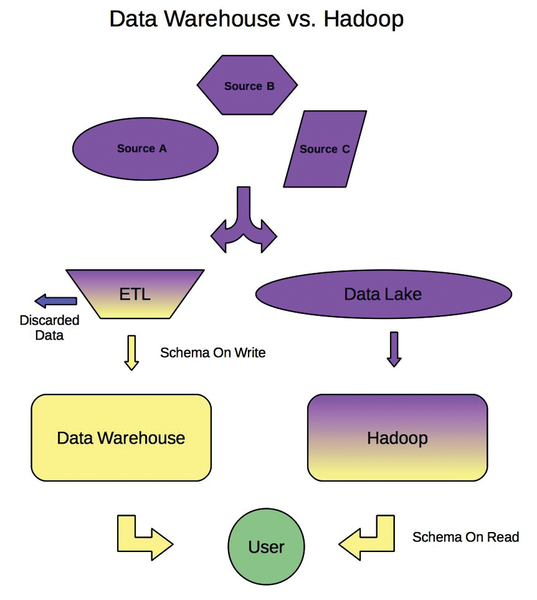 Data Warehouse vs. Hadoop
Source B
Source A
Source C
ETL
Data Lake
Discarded
Data
Schema On Write
Data Warehouse
Hadoop
User
Schema On Read